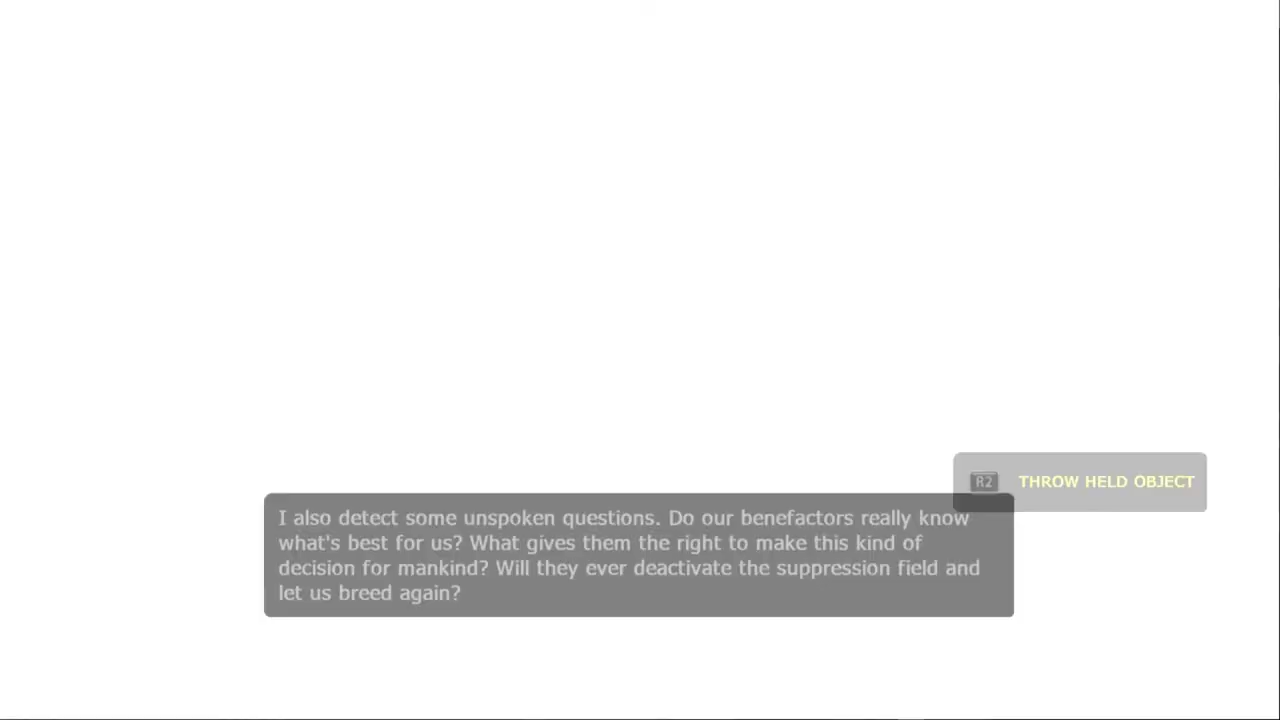 R2 THROW HELD OBJECT
I also detect some unspoken questions. Do our benefactors really know
what's best for us? What gives them the right to make this kind of
decision for mankind? Will they ever deactivate the suppression field and
let us breed again?